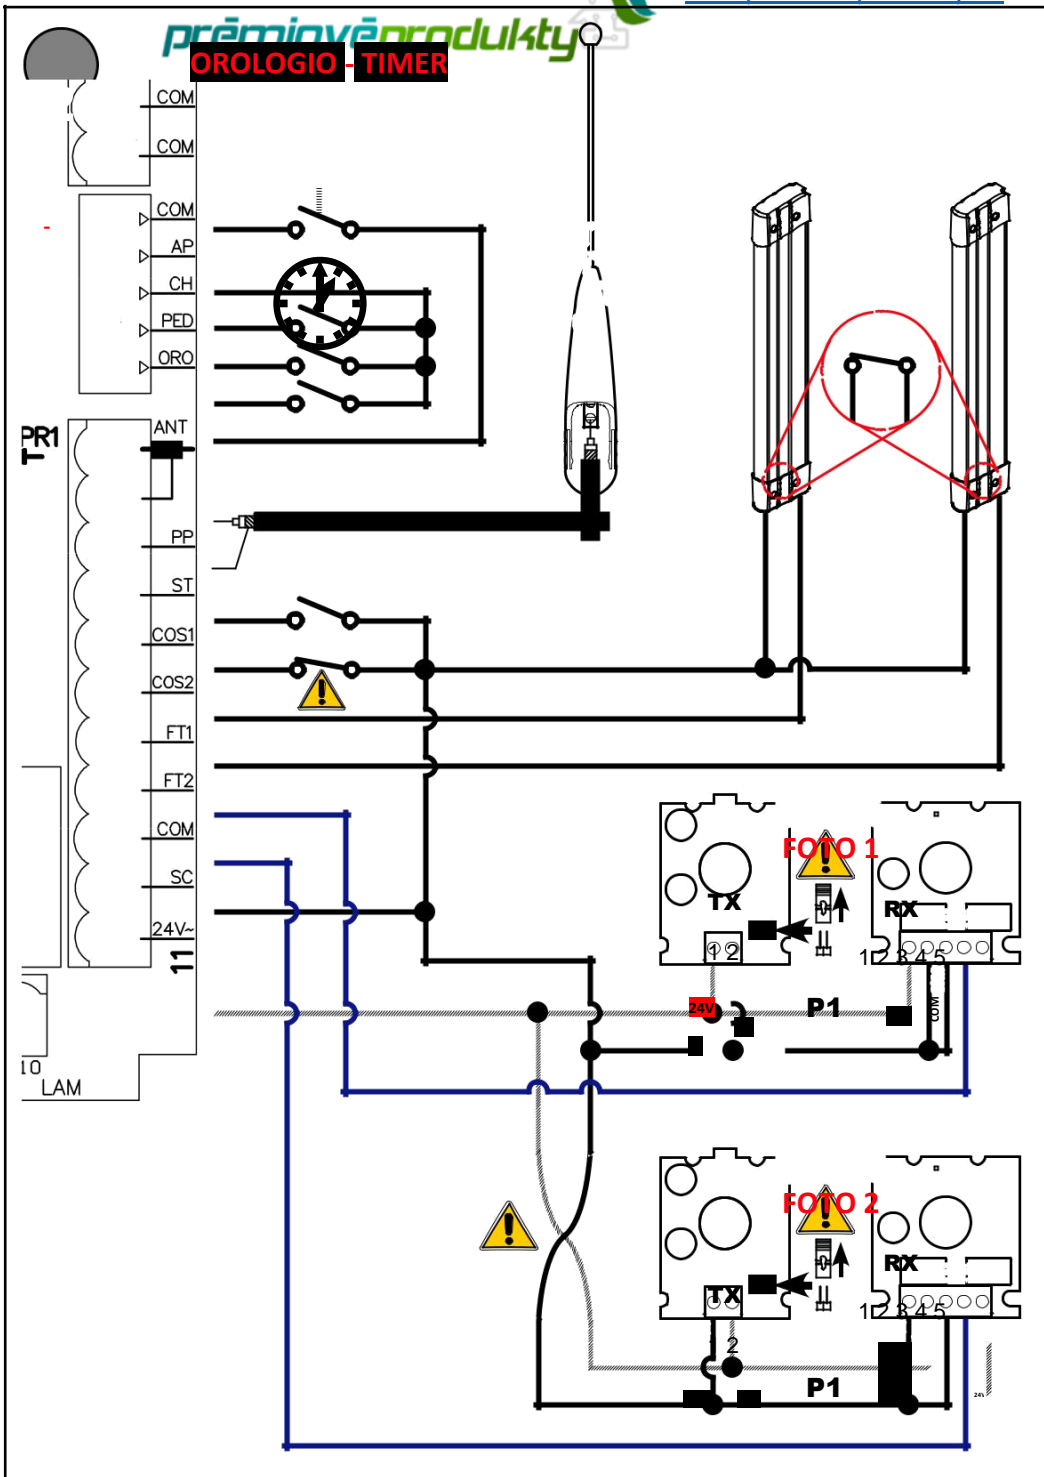 prémiovéprodukty
OROLOGIO - TIMER
COM
COM
COM
AP
CH
PED
ORO
ANT
PR1
T
PP
ST
COS1
COS2
FT1
FT2
COM
SC
24V~
11
10
LAM
FOTO 1
TX
RX
1 2
1 2 3 4 5
24V
P1
COM
FOTO 2
TX
RX
1 2 3 4 5
2
P1
24V